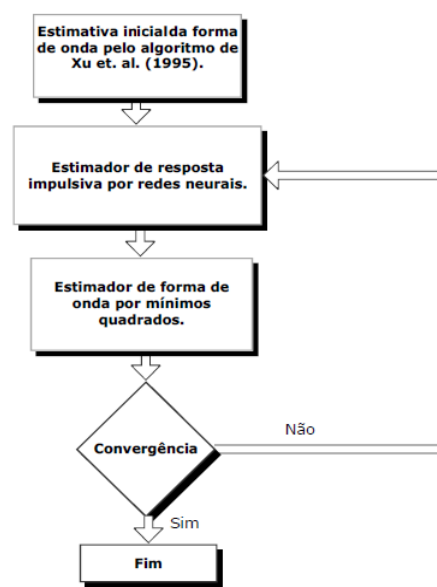 Estimativa inicialda forma
de onda pelo algoritmo de
Xu et. al. (1995).
Estimador de resposta
impulsiva por redes neurais.
Estimador de forma de
onda por mínimos
quadrados.
Convergência
Não
Sim
Fim